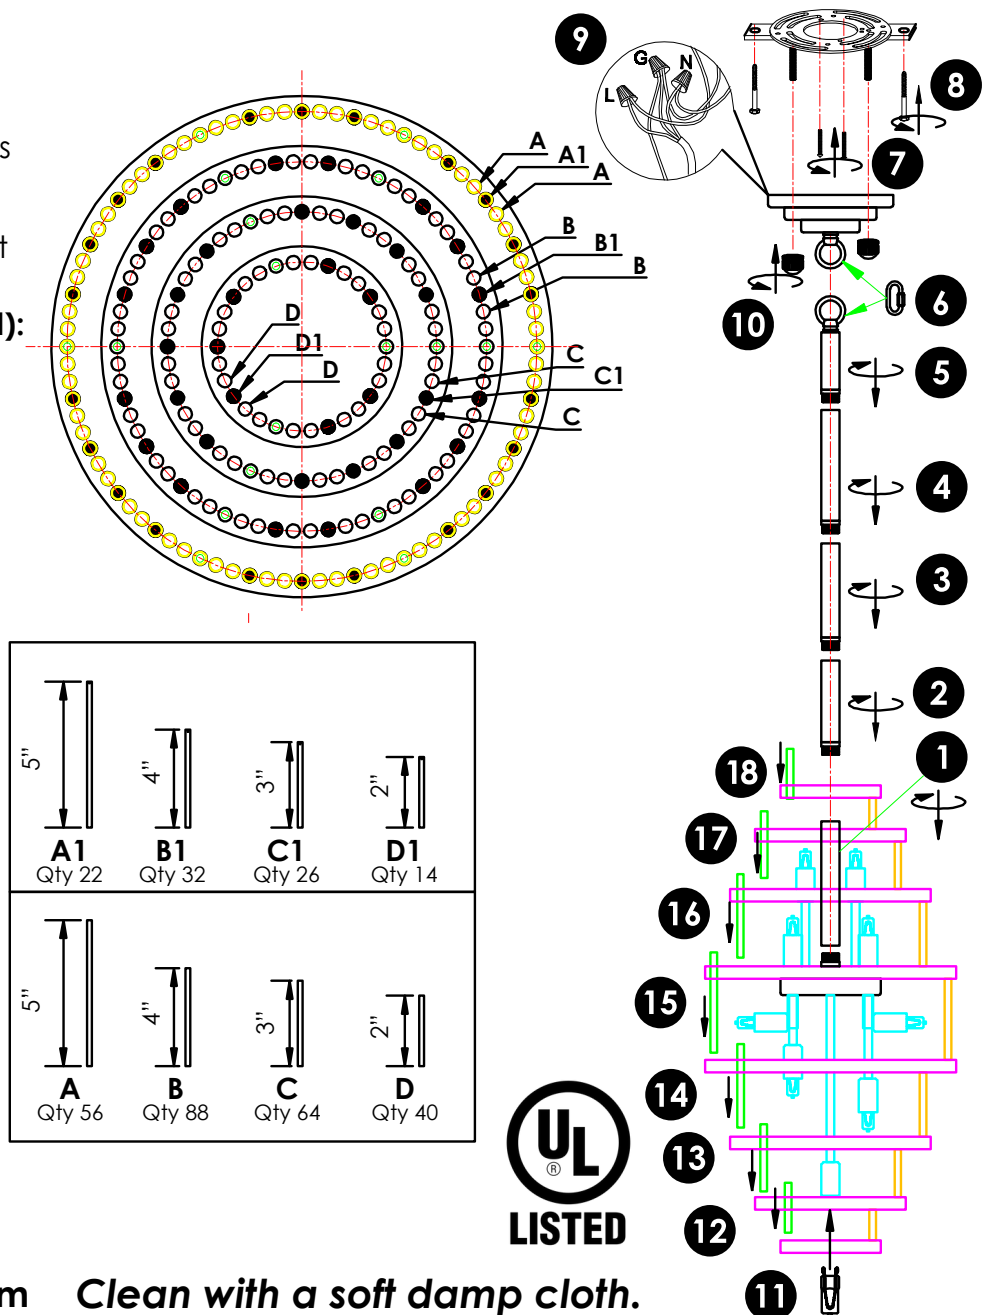 9
G
N
L
8
7
s
A
A1
A
t
B
B1
B
10
6
l):
D
D1
D
C
C1
C
5
4
3
2
1
5"
4"
3"
2"
A1
B1
C1
D1
Qty 22
Qty 32
Qty 26
Qty 14
18
17
16
5"
4"
3"
2"
A
B
C
D
Qty 56
Qty 88
Qty 64
Qty 40
15
14
13
12
11
UL
®
LISTED
m Clean with a soft damp cloth.